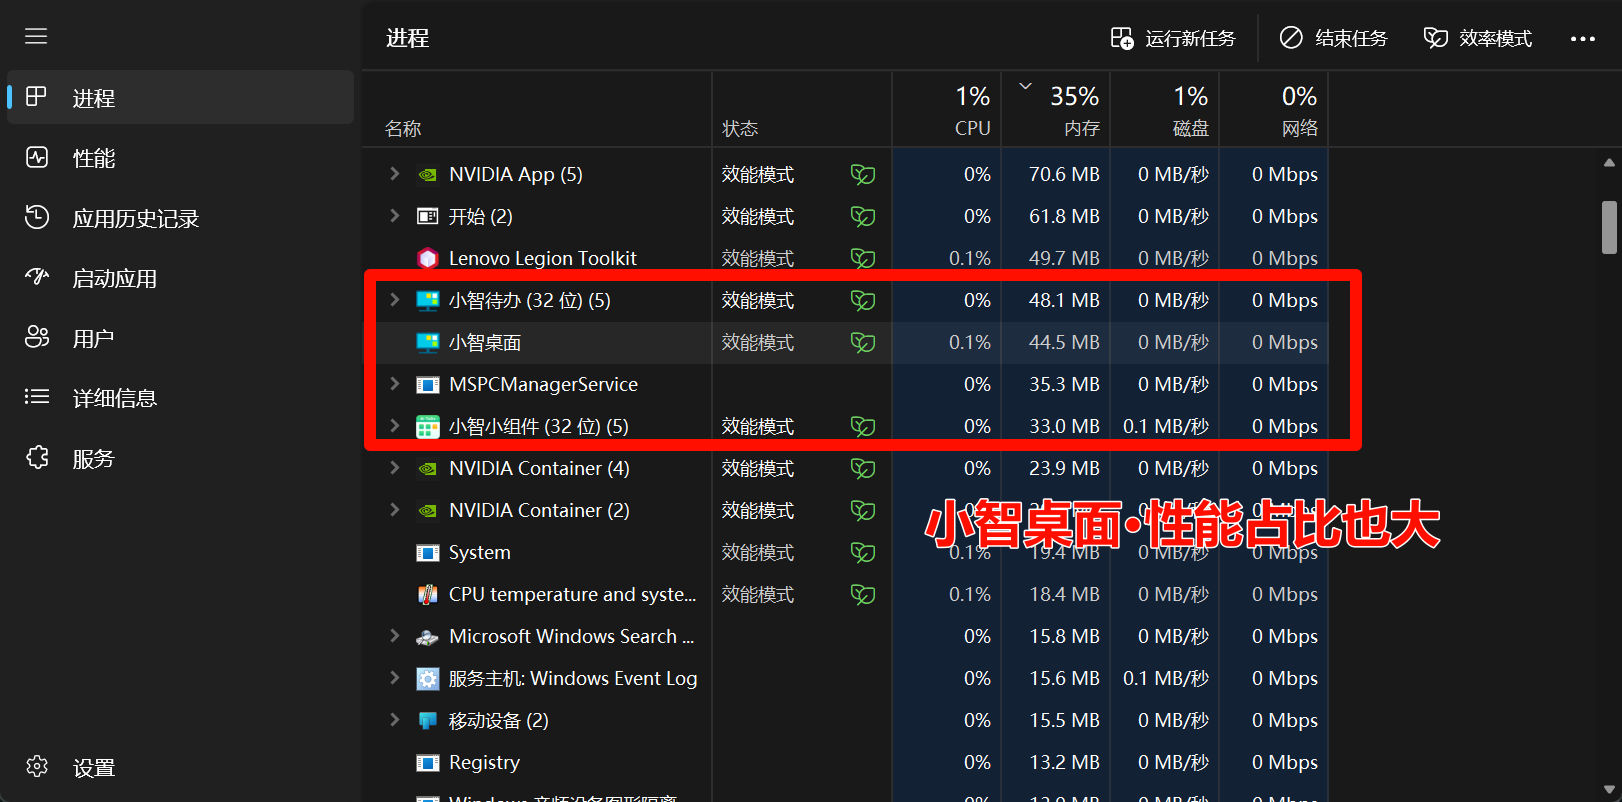 进程
运行新任务
结束任务
效率模式
进程
性能
应用历史记录
启动应用
用户
详细信息
服务
设置
1% 35% 1% 0%
名称 状态 CPU 内存 磁盘 网络
NVIDIA App (5) 效能模式 0% 70.6 MB 0 MB/秒 0 Mbps
开始 (2) 效能模式 0% 61.8 MB 0 MB/秒 0 Mbps
Lenovo Legion Toolkit 效能模式 0.1% 49.7 MB 0 MB/秒 0 Mbps
小智待办 (32 位) (5) 效能模式 0% 48.1 MB 0 MB/秒 0 Mbps
小智桌面 效能模式 0.1% 44.5 MB 0 MB/秒 0 Mbps
MSPCManagerService 0% 35.3 MB 0 MB/秒 0 Mbps
小智小组件 (32 位) (5) 效能模式 0% 33.0 MB 0.1 MB/秒 0 Mbps
NVIDIA Container (4) 效能模式 0% 23.9 MB 0 MB/秒 0 Mbps
NVIDIA Container (2) 效能模式
小智桌面·性能占比也大
System 效能模式 0.1% 19.4 MB 0 MB/秒 0 Mbps
CPU temperature and syste... 效能模式 0.1% 18.4 MB 0 MB/秒 0 Mbps
Microsoft Windows Search ... 0% 15.8 MB 0 MB/秒 0 Mbps
服务主机: Windows Event Log 0% 15.6 MB 0.1 MB/秒 0 Mbps
移动设备 (2) 0% 15.5 MB 0 MB/秒 0 Mbps
Registry 0% 13.2 MB 0 MB/秒 0 Mbps